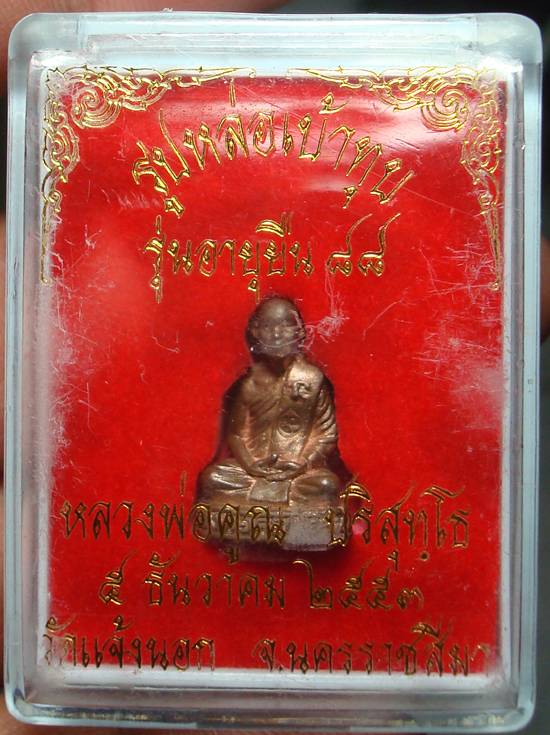 รูปหล่อเบ้าทุบ
รุ่นอายุยืน ๘๘
หลวงพ่อคูณ ปริสุทฺโธ
๕ ธันวาคม ๒๕๕๓
วัดแจ้งนอก จ.นครราชสีมา